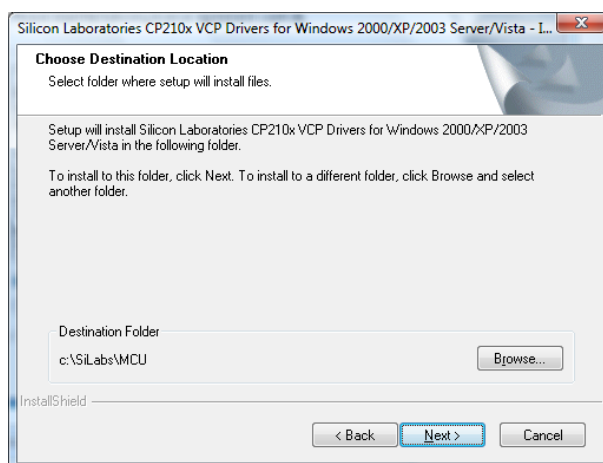 Silicon Laboratories CP210x VCP Drivers for Windows 2000/XP/2003 Server/Vista - I...
Choose Destination Location
Select folder where setup will install files.
Setup will install Silicon Laboratories CP210x VCP Drivers for Windows 2000/XP/2003
Server/Vista in the following folder.
To install to this folder, click Next. To install to a different folder, click Browse and select
another folder.
Destination Folder
c:\SiLabs\MCU
Browse...
InstallShield
< Back
Next >
Cancel